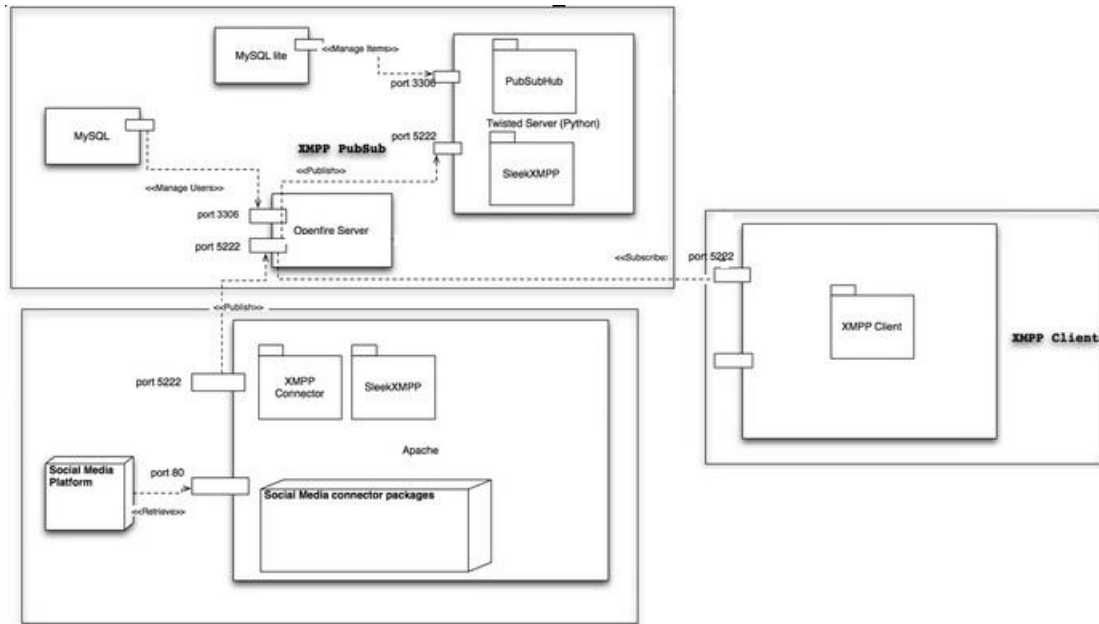 MySQL lite
<<Manage Items>>
port 3306
PubSubHub
Twisted Server (Python)
MySQL
port 5222
XMPP PubSub
<<Publish>>
SleekXMPP
<<Manage Users>>
port 3306
Openfire Server
port 5222
<<Subscribe:
port 5222
XMPP Client
XMPP Client
<<Publish>>
port 5222
XMPP
Connector
SleekXMPP
Apache
Social Media
Platform
port 80
<<Retrieve>>
Social Media connector packages